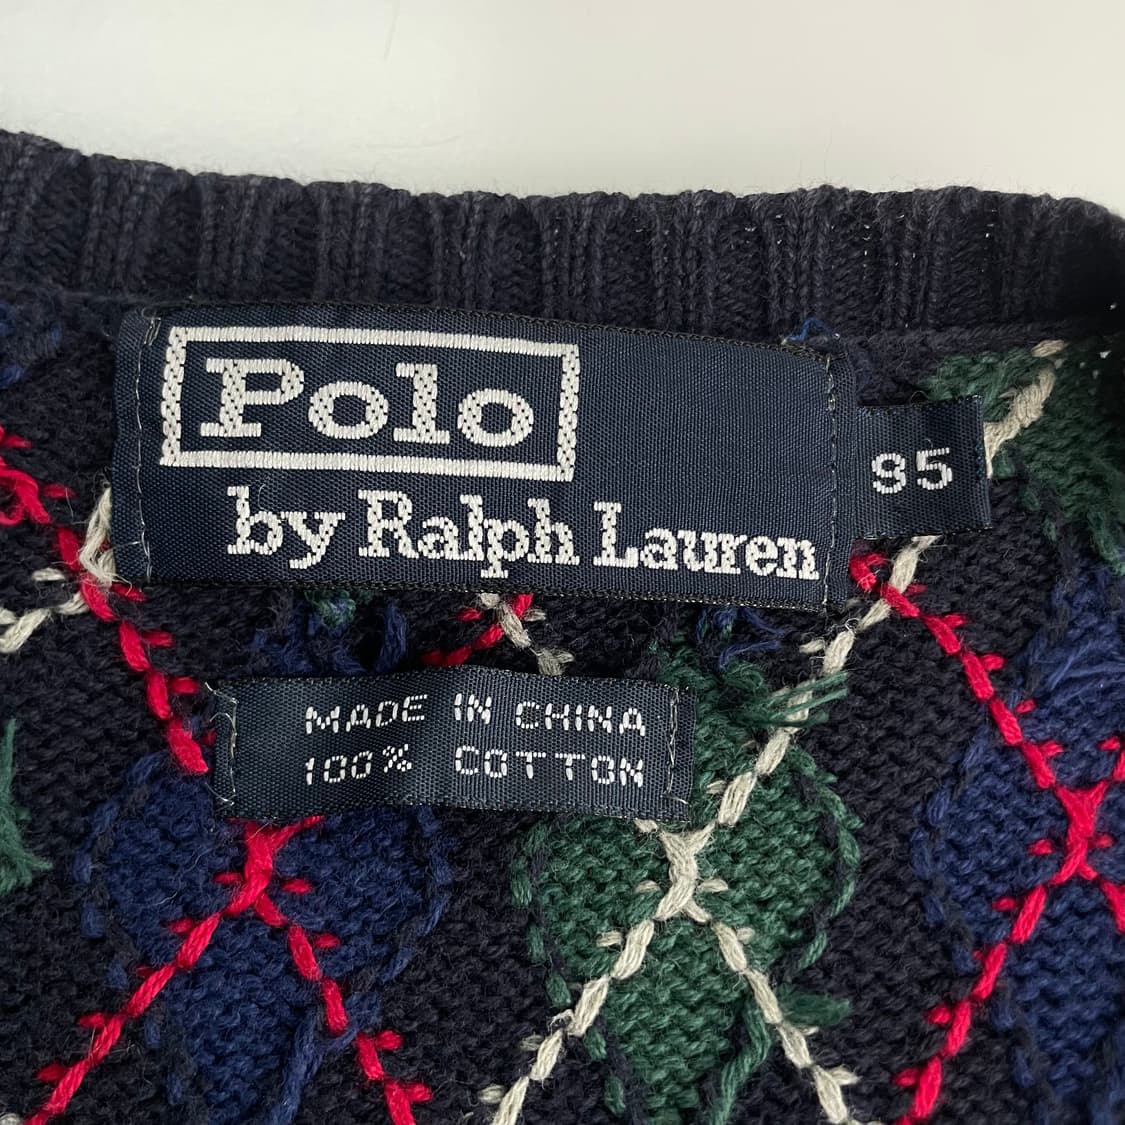 Polo
by Ralph Lauren
95
MADE IN CHINA
100% COTTON